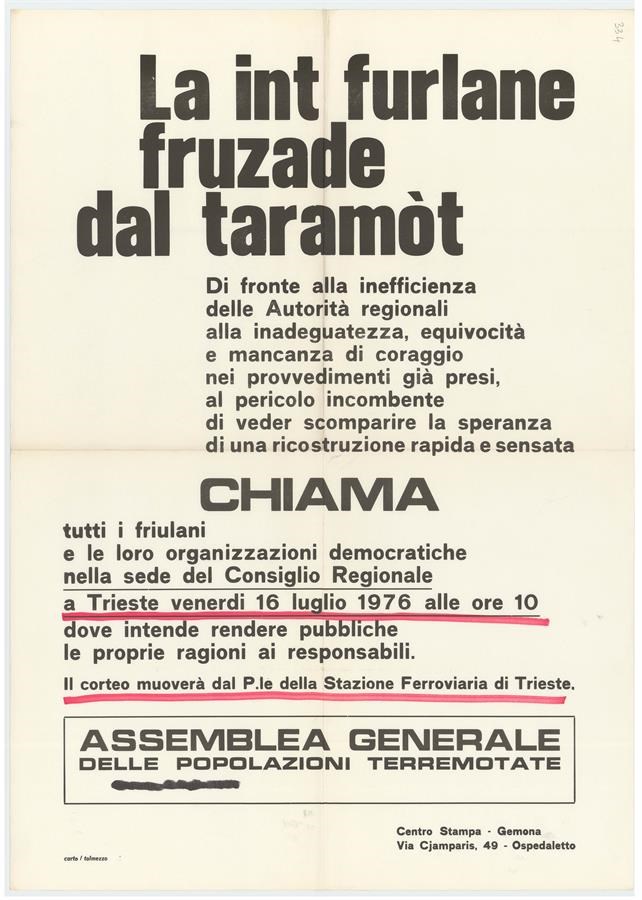 334
La int furlane
fruzade
dal taramòt
Di fronte alla inefficienza
delle Autorità regionali
alla inadeguatezza, equivocità
e mancanza di coraggio
nei provvedimenti già presi,
al pericolo incombente
di veder scomparire la speranza
di una ricostruzione rapida e sensata
CHIAMA
tutti i friulani
e le loro organizzazioni democratiche
nella sede del Consiglio Regionale
a Trieste venerdi 16 luglio 1976 alle ore 10
dove intende rendere pubbliche
le proprie ragioni ai responsabili.
Il corteo muoverà dal P.le della Stazione Ferroviaria di Trieste.
ASSEMBLEA GENERALE
DELLE POPOLAZIONI TERREMOTATE
Centro Stampa - Gemona
Via Cjamparis, 49 - Ospedaletto
carto / tolmezzo